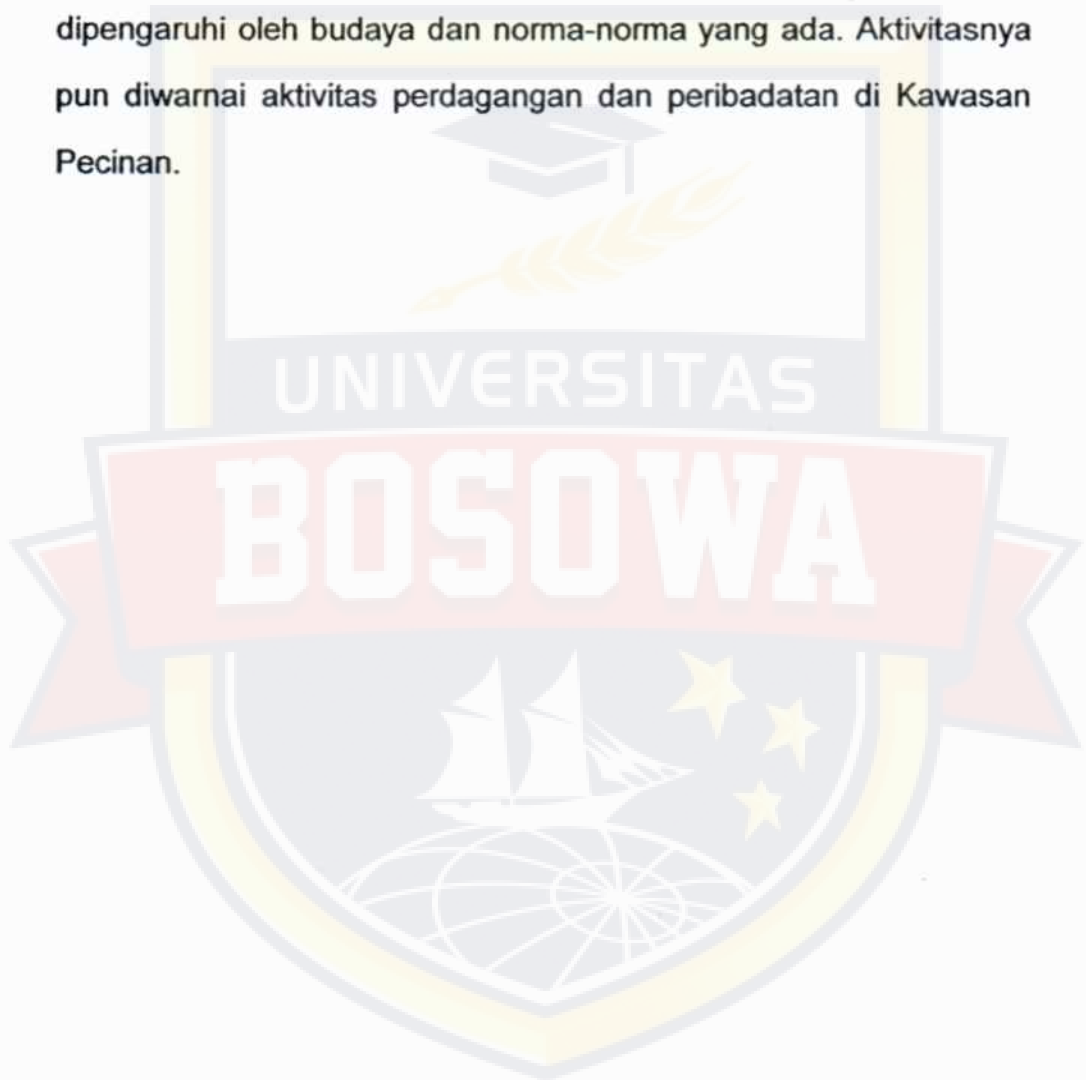 dipengaruhi oleh budaya dan norma-norma yang ada. Aktivitasnya
pun diwarnai aktivitas perdagangan dan peribadatan di Kawasan
Pecinan.
UNIVERSITAS
BOSOWA